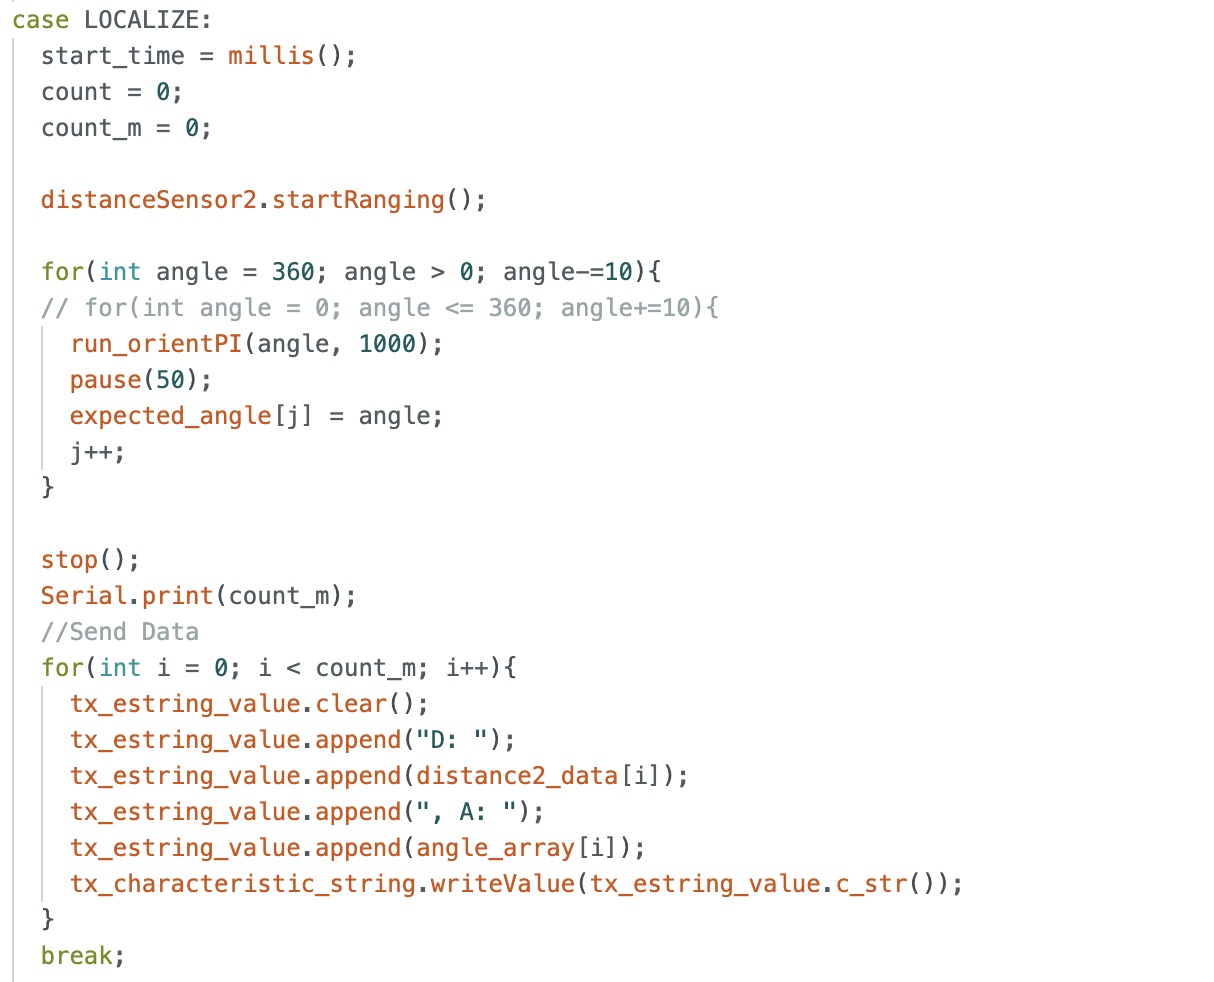 case LOCALIZE:
start_time = millis();
count = 0;
count_m = 0;
distanceSensor2.startRanging();
for(int angle = 360; angle > 0; angle-=10){
// for(int angle = 0; angle <= 360; angle+=10){
run_orientPI(angle, 1000);
pause(50);
expected_angle[j] = angle;
j++;
}
stop();
Serial.print(count_m);
//Send Data
for(int i = 0; i < count_m; i++){
tx_estring_value.clear();
tx_estring_value.append("D: ");
tx_estring_value.append(distance2_data[i]);
tx_estring_value.append(", A: ");
tx_estring_value.append(angle_array[i]);
tx_characteristic_string.writeValue(tx_estring_value.c_str());
}
break;